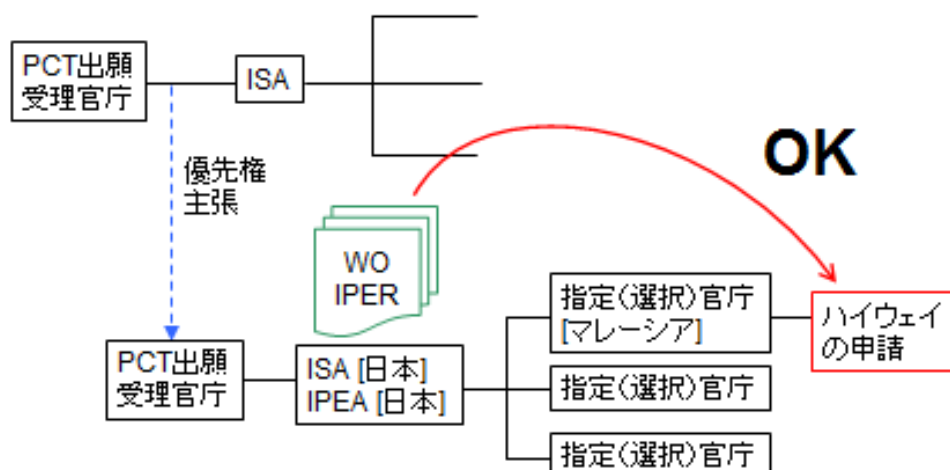 PCT出願
受理官庁
ISA
OK
優先権
主張
WO
IPER
指定(選択)官庁
[マレーシア]
ハイウェイ
の申請
PCT出願
受理官庁
ISA [日本]
IPEA [日本]
指定(選択)官庁
指定(選択)官庁